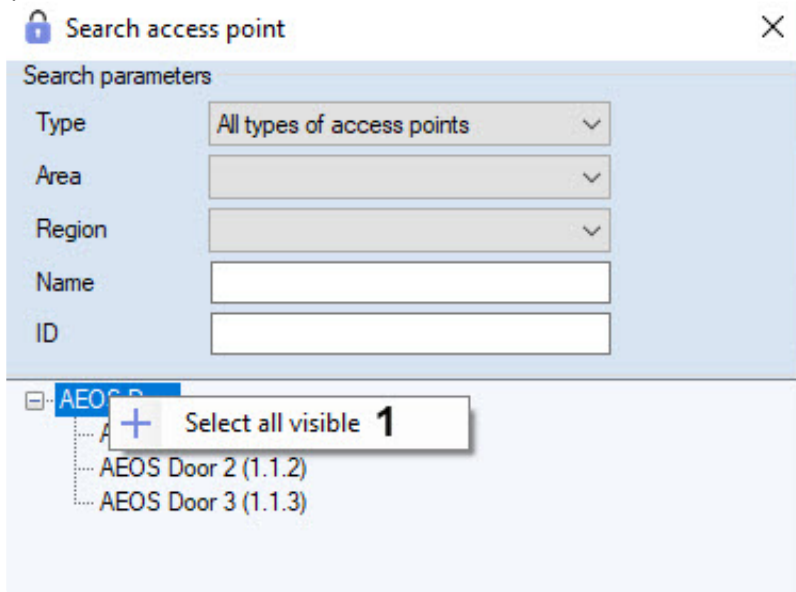 Search access point
Search parameters
Type All types of access points
Area
Region
Name
ID
AEOS
Select all visible 1
AEOS Door 2 (1.1.2)
AEOS Door 3 (1.1.3)